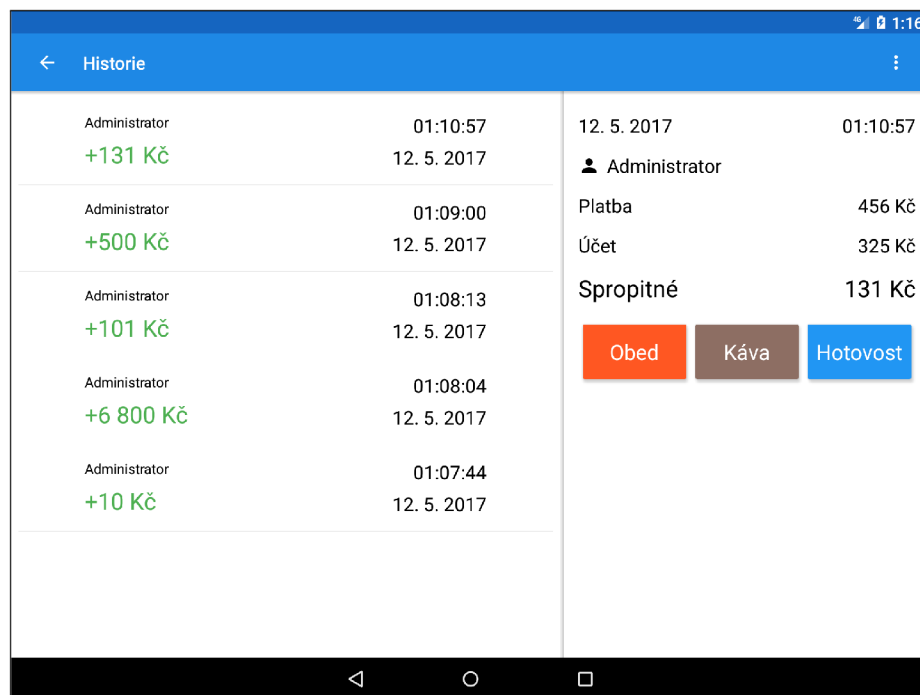 4G 1:16
Historie
Administrator 01:10:57
+131 Kč 12. 5. 2017
Administrator 01:09:00
+500 Kč 12. 5. 2017
Administrator 01:08:13
+101 Kč 12. 5. 2017
Administrator 01:08:04
+6 800 Kč 12. 5. 2017
Administrator 01:07:44
+10 Kč 12. 5. 2017
12. 5. 2017 01:10:57
Administrator
Platba 456 Kč
Účet 325 Kč
Spropitné 131 Kč
Obed Káva Hotovost